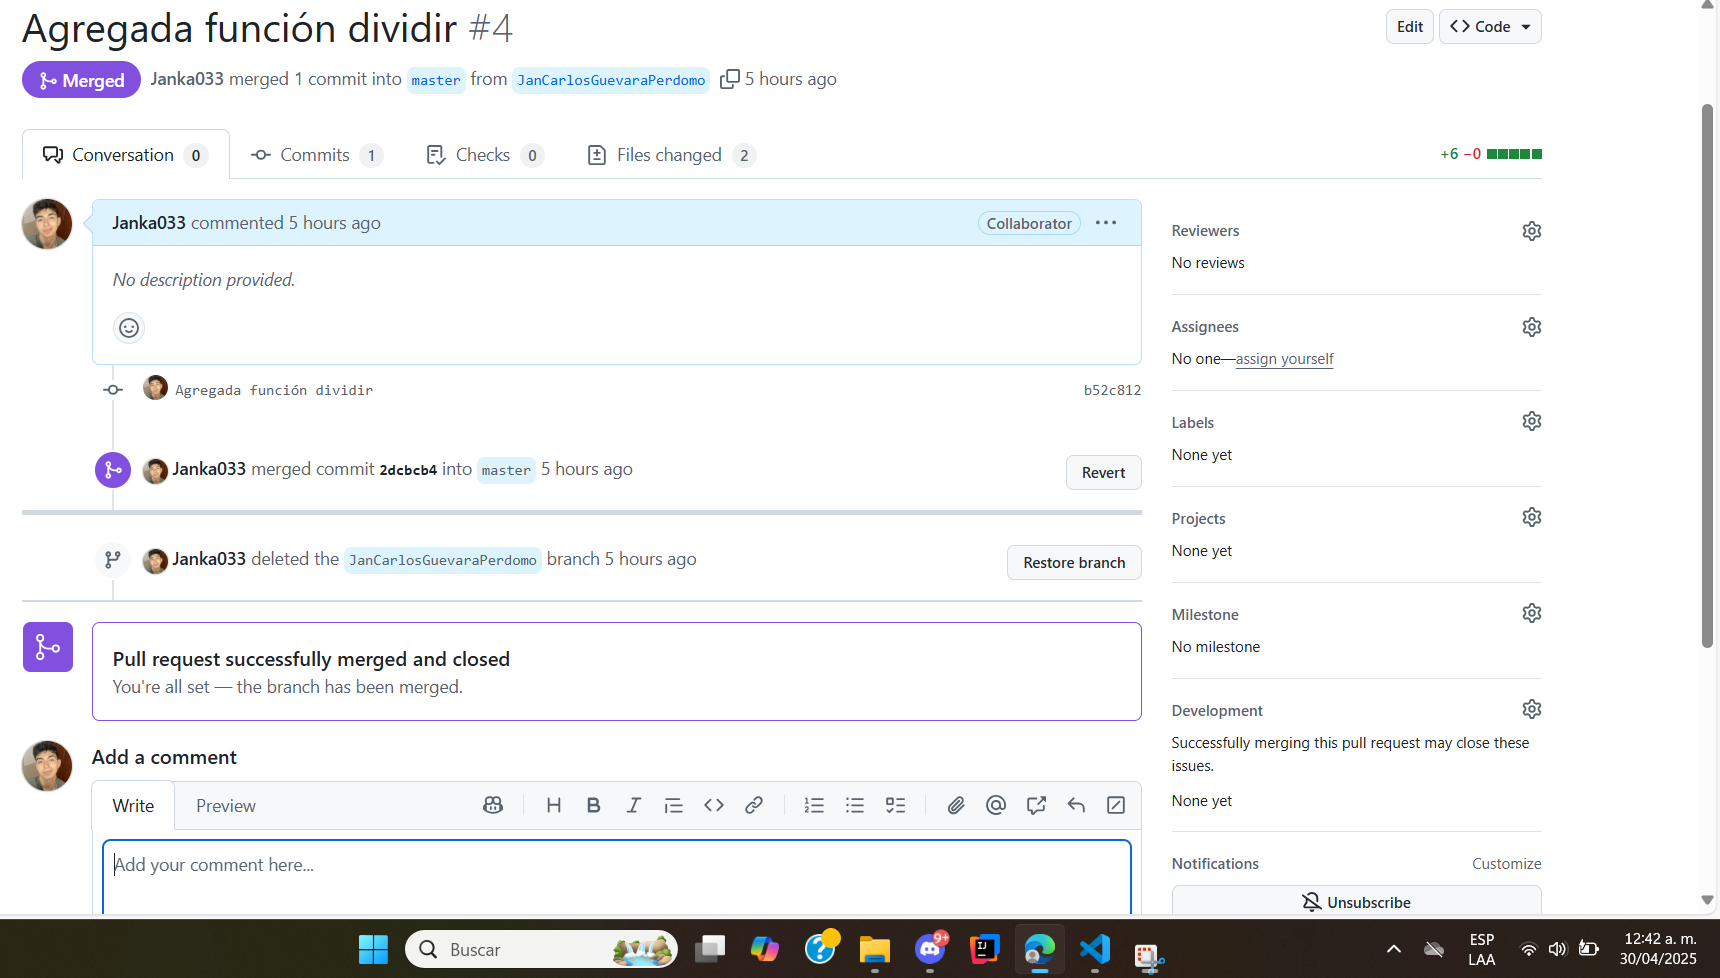 Agregada función dividir #4
Edit
Code
Merged
Janka033 merged 1 commit into master from JanCarlosGuevaraPerdomo 5 hours ago
Conversation 0
Commits 1
Checks 0
Files changed 2
+6 −0
Janka033 commented 5 hours ago
Collaborator
No description provided.
Agregada función dividir
b52c812
Janka033 merged commit 2dcbcb4 into master 5 hours ago
Revert
Janka033 deleted the JanCarlosGuevaraPerdomo branch 5 hours ago
Restore branch
Pull request successfully merged and closed
You're all set — the branch has been merged.
Add a comment
Write
Preview
Add your comment here...
Reviewers
No reviews
Assignees
No one—assign yourself
Labels
None yet
Projects
None yet
Milestone
No milestone
Development
Successfully merging this pull request may close these
issues.
None yet
Notifications
Customize
Unsubscribe
Buscar
9+
IJ
ESP
LAA
12:42 a. m.
30/04/2025